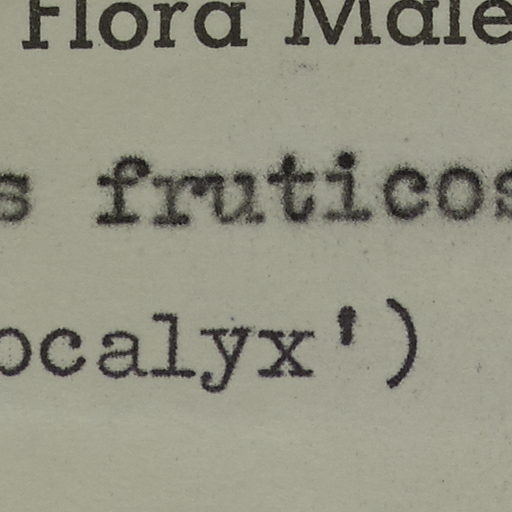 Flora Male
s fruticos
ocalyx')